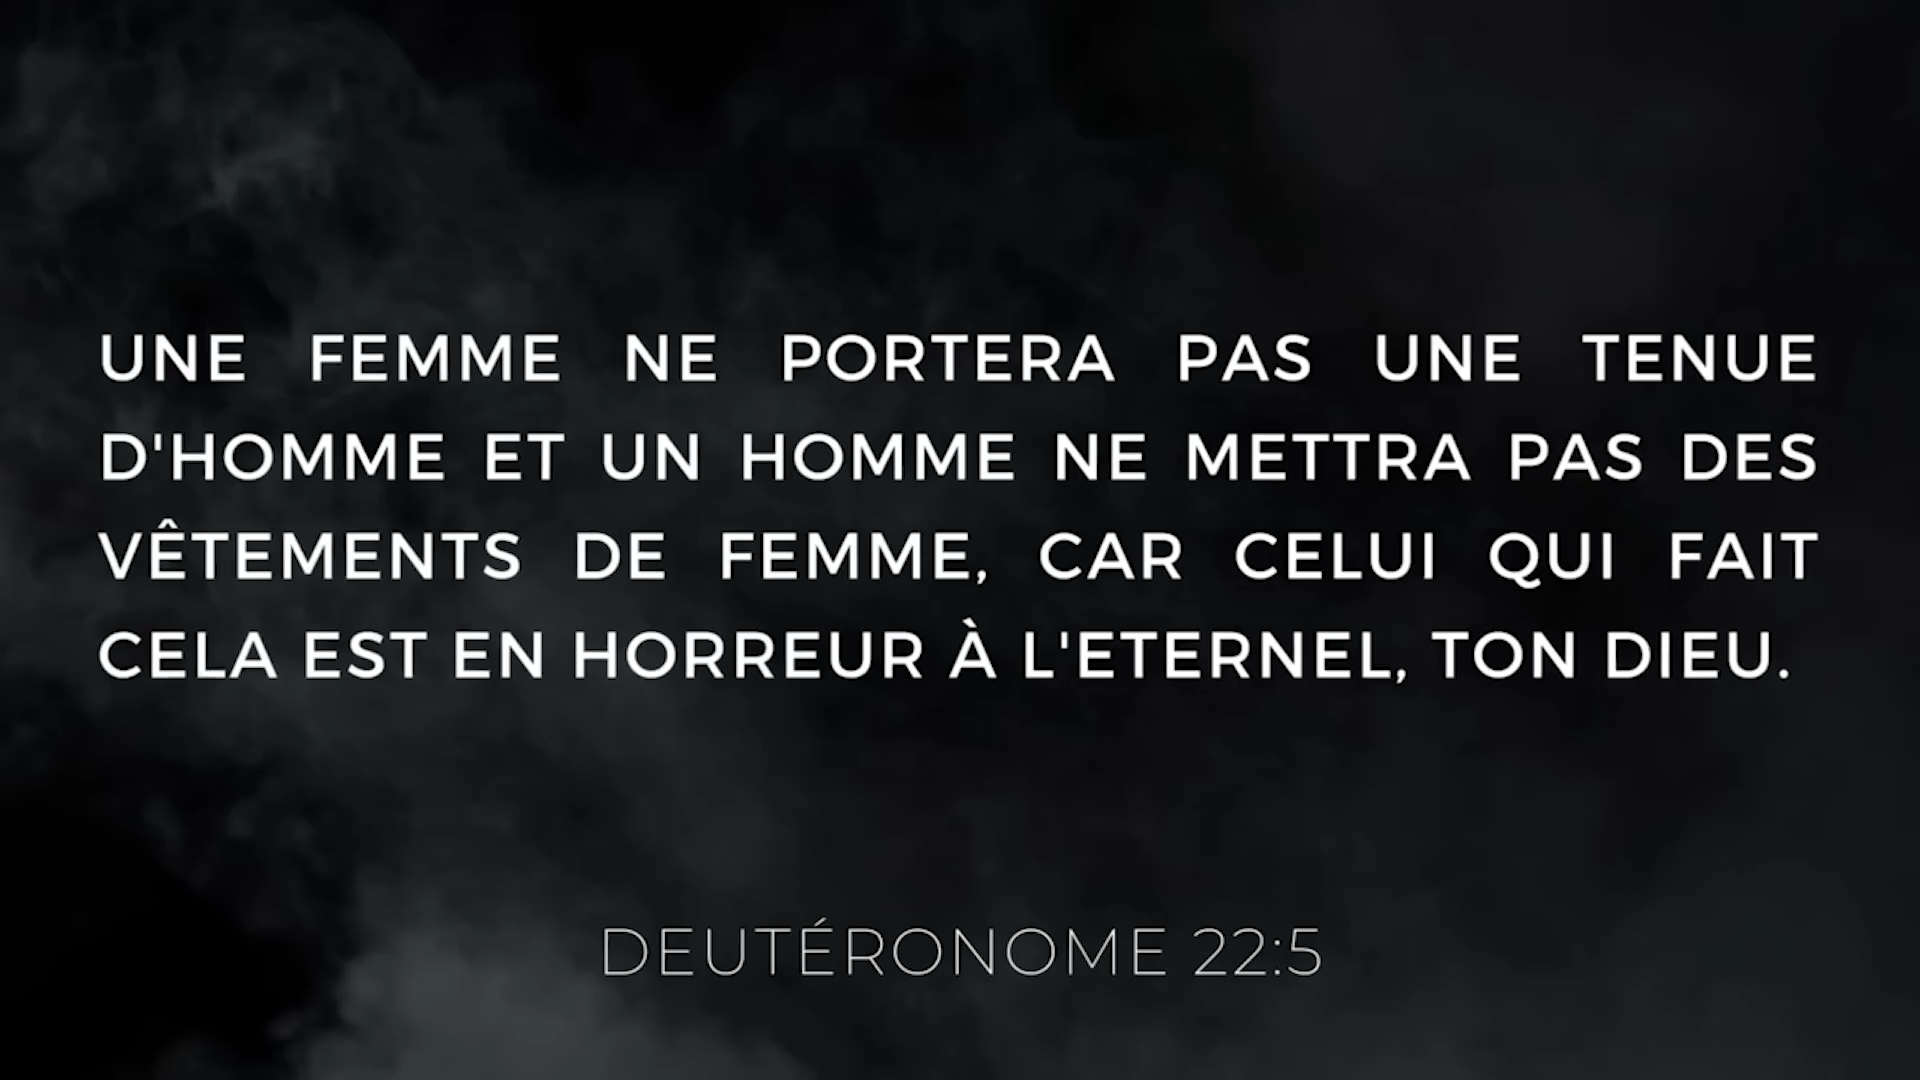 UNE FEMME NE PORTERA PAS UNE TENUE
D'HOMME ET UN HOMME NE METTRA PAS DES
VÊTEMENTS DE FEMME, CAR CELUI QUI FAIT
CELA EST EN HORREUR À L'ETERNEL, TON DIEU.
DEUTÉRONOME 22:5